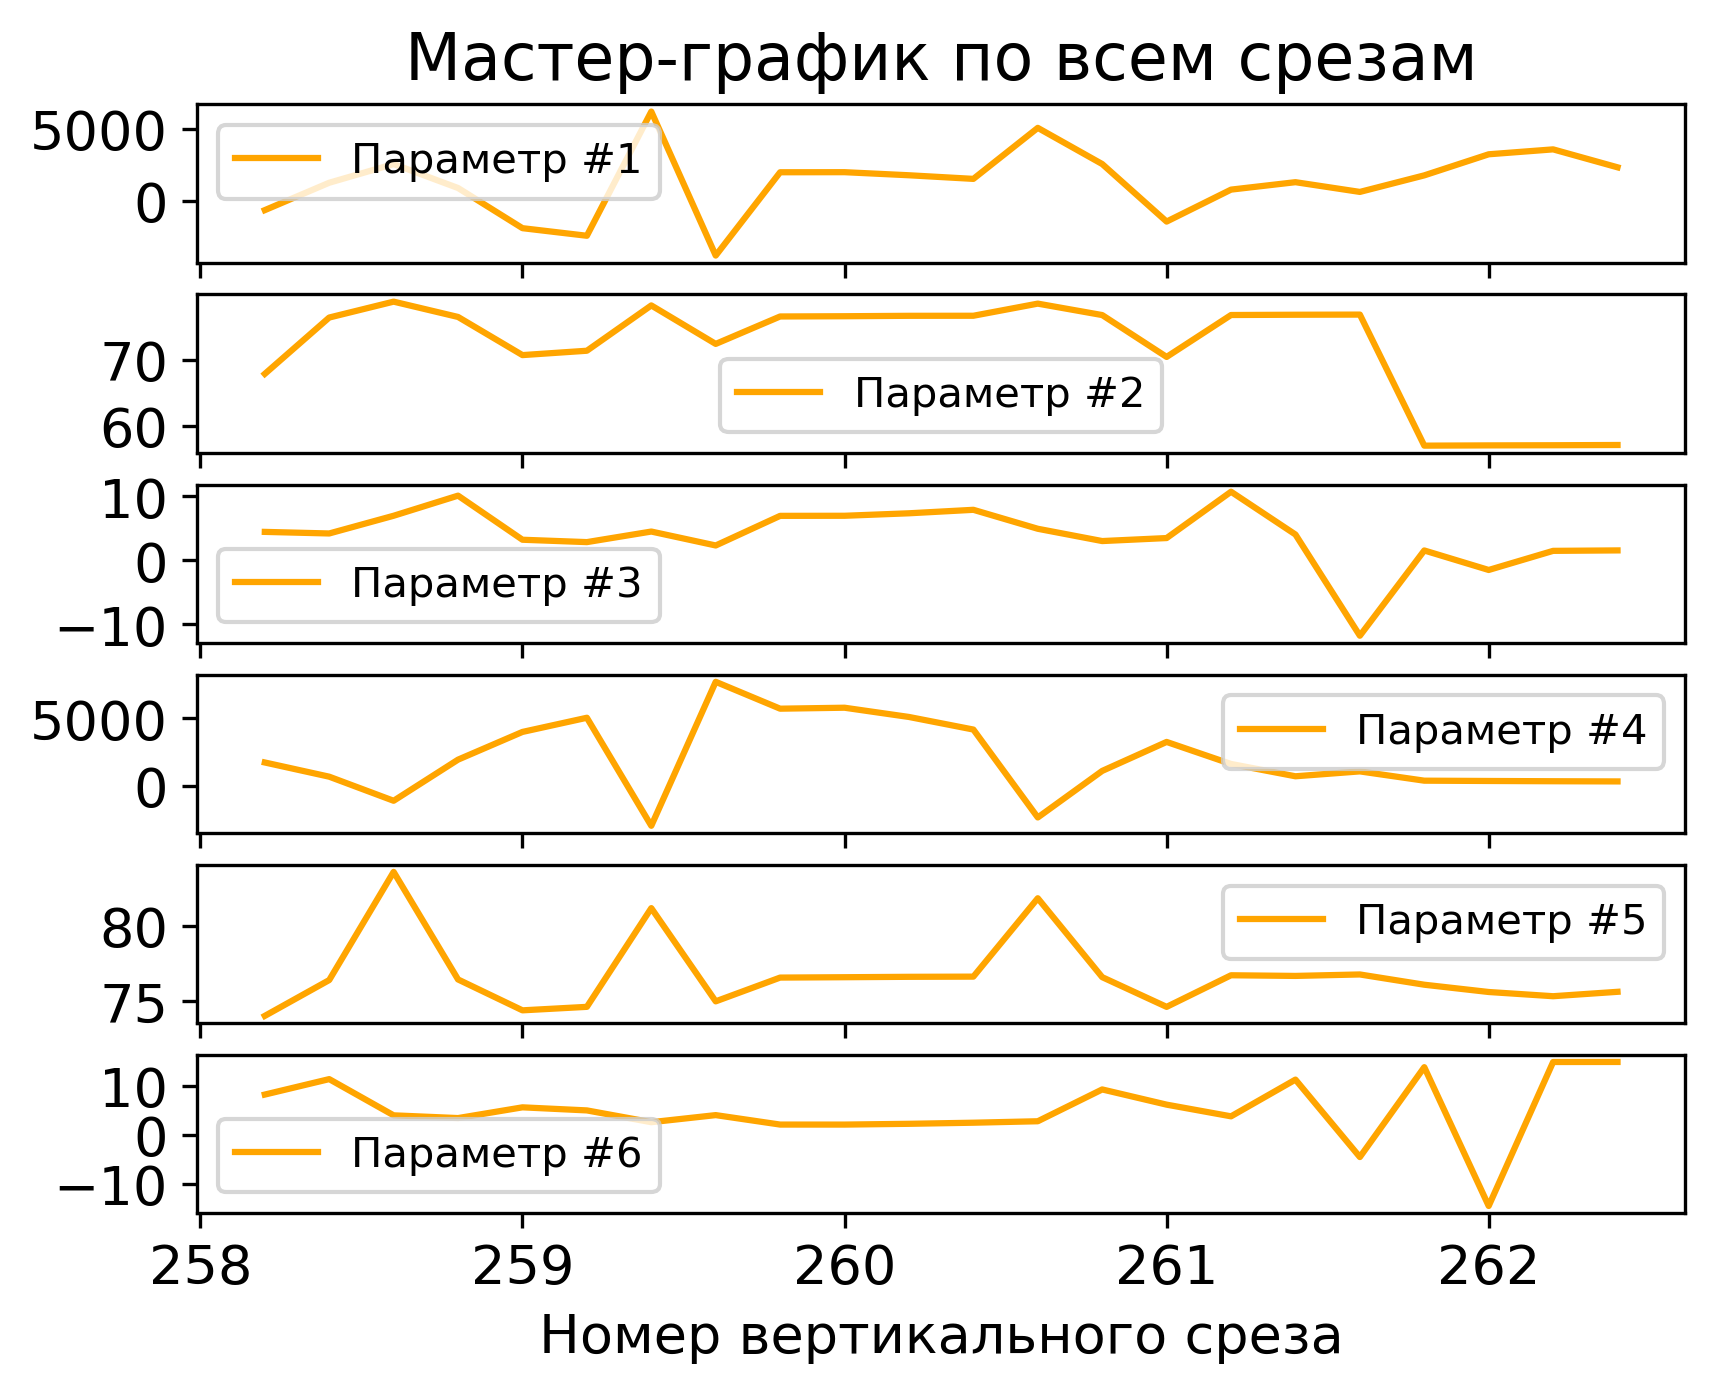 Мастер-график по всем срезам
5000
0
Параметр #1
70
60
Параметр #2
10
0
−10
Параметр #3
5000
0
Параметр #4
80
75
Параметр #5
10
0
−10
Параметр #6
258 259 260 261 262
Номер вертикального среза